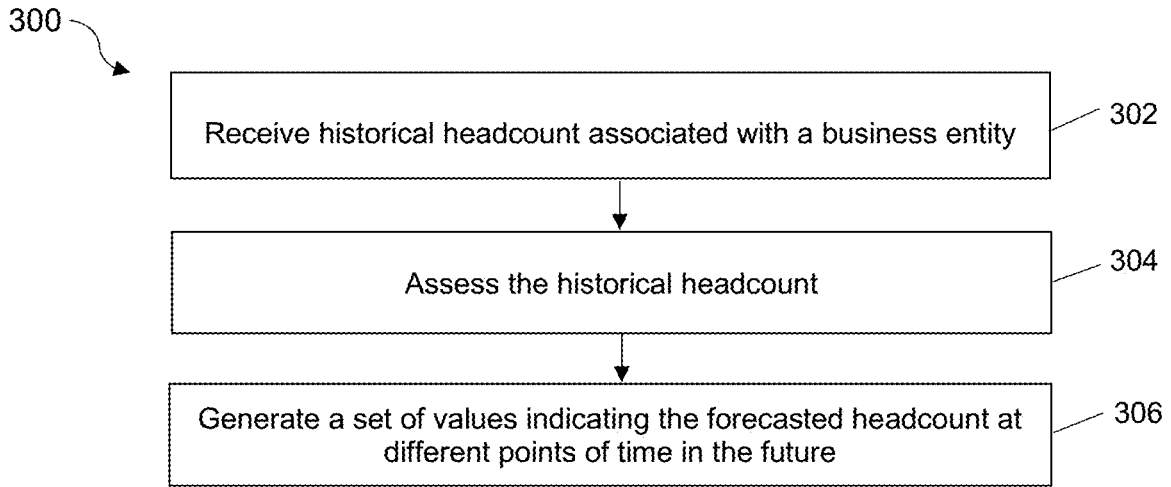 300
Receive historical headcount associated with a business entity
302
Assess the historical headcount
304
Generate a set of values indicating the forecasted headcount at
different points of time in the future
306